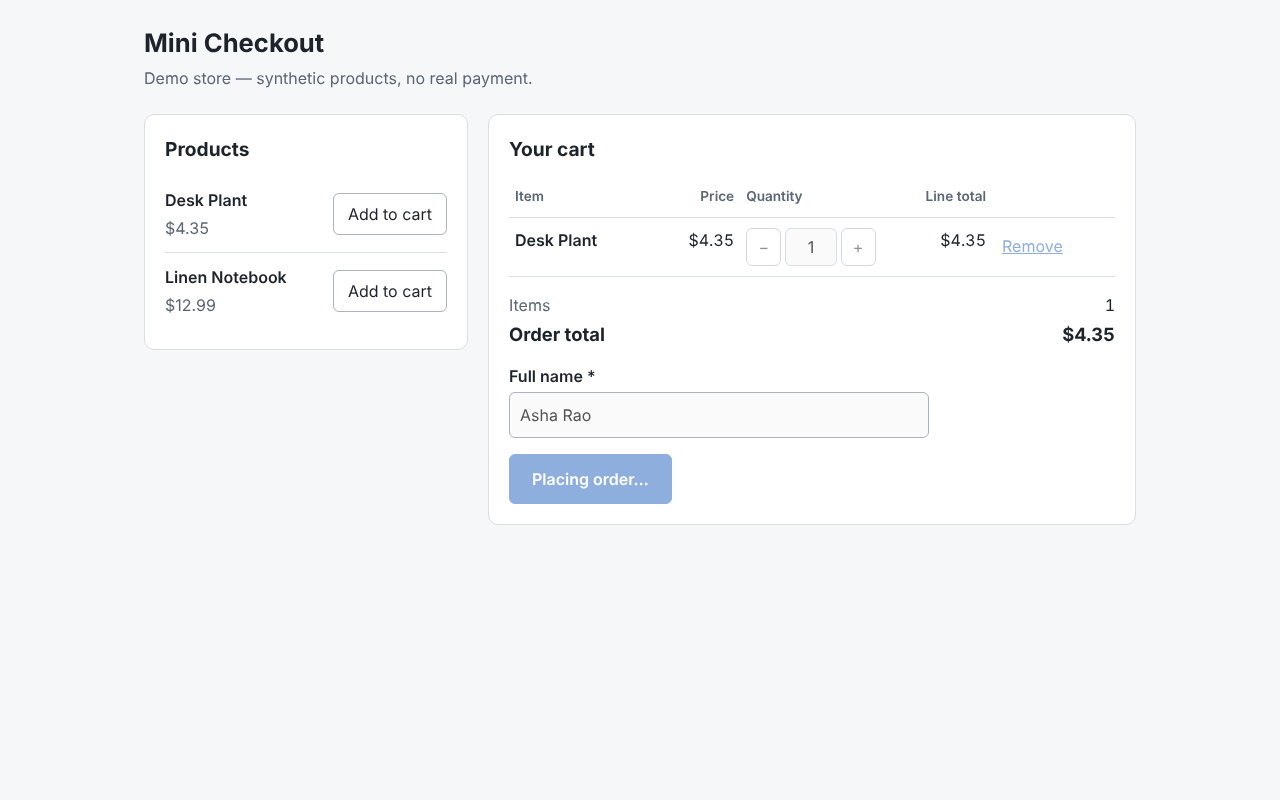 Mini Checkout
Demo store — synthetic products, no real payment.
Products
Desk Plant
$4.35
Add to cart
Linen Notebook
$12.99
Add to cart
Your cart
Item Price Quantity Line total
Desk Plant $4.35 − 1 + $4.35 Remove
Items 1
Order total $4.35
Full name *
Asha Rao
Placing order…